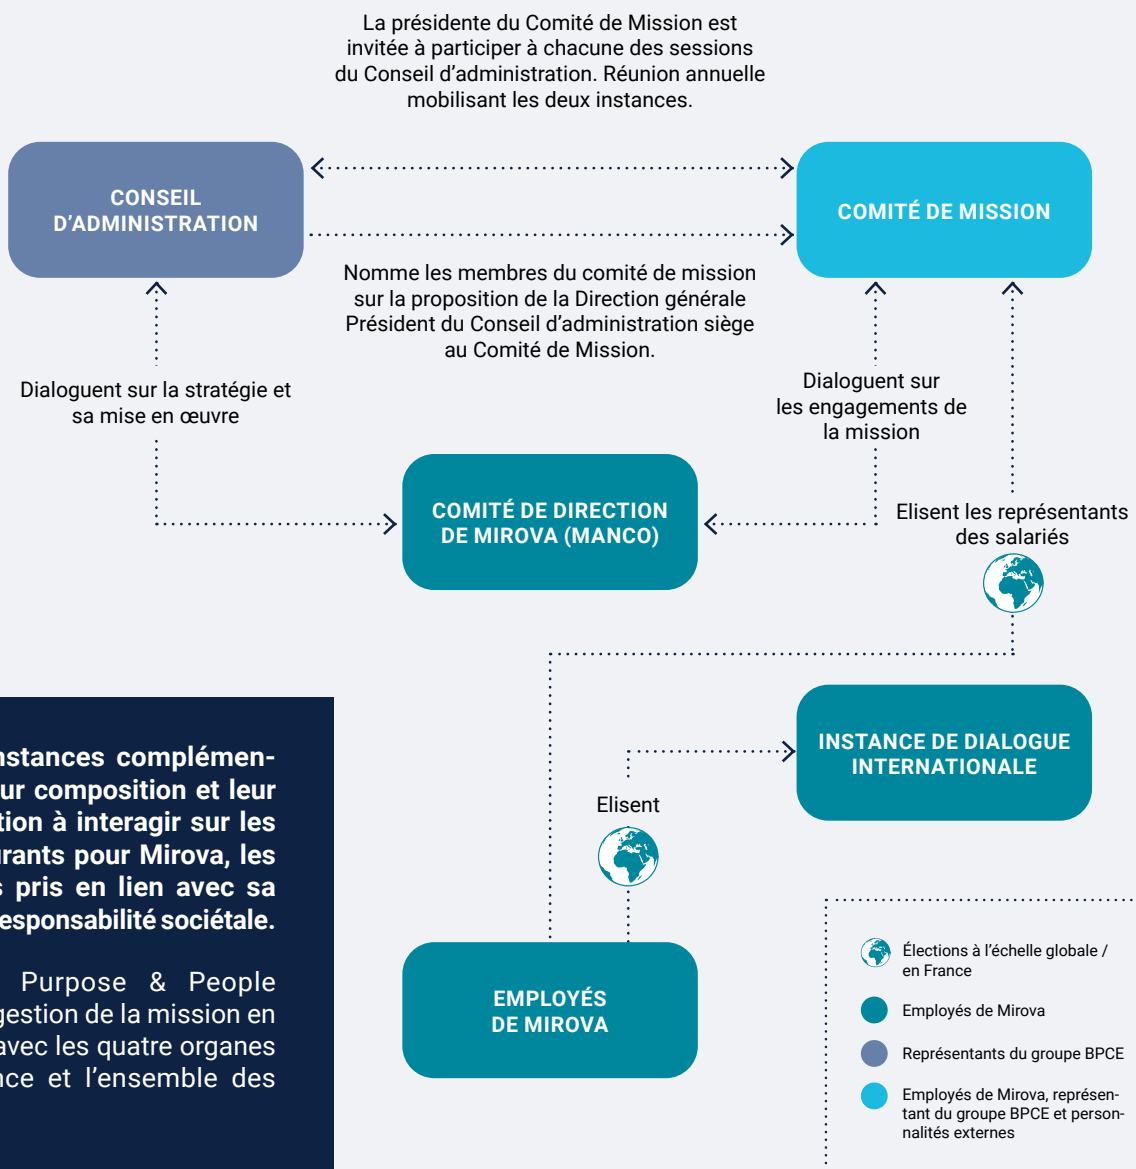 La présidente du Comité de Mission est
invitée à participer à chacune des sessions
du Conseil d'administration. Réunion annuelle
mobilisant les deux instances.
CONSEIL
D'ADMINISTRATION
COMITÉ DE MISSION
Nomme les membres du comité de mission
sur la proposition de la Direction générale
Président du Conseil d'administration siège
au Comité de Mission.
Dialoguent sur la stratégie et
sa mise en œuvre
Dialoguent sur
les engagements de
la mission
COMITÉ DE DIRECTION
DE MIROVA (MANCO)
Elisent les représentants
des salariés
INSTANCE DE DIALOGUE
INTERNATIONALE
Elisent
EMPLOYÉS
DE MIROVA
nstances complémen-
ur composition et leur
tion à interagir sur les
urants pour Mirova, les
s pris en lien avec sa
esponsabilité sociétale.
Purpose & People
gestion de la mission en
avec les quatre organes
nce et l'ensemble des
Élections à l'échelle globale /
en France
Employés de Mirova
Représentants du groupe BPCE
Employés de Mirova, représen-
tant du groupe BPCE et person-
nalités externes